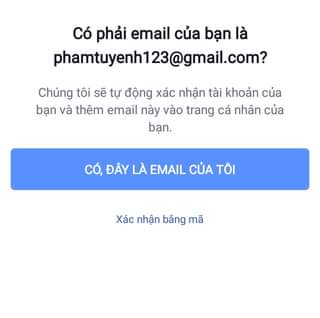 Có phải email của bạn là
phamtuyenh123@gmail.com?
Chúng tôi sẽ tự động xác nhận tài khoản của
bạn và thêm email này vào trang cá nhân của
bạn.
CÓ, ĐÂY LÀ EMAIL CỦA TÔI
Xác nhận bằng mã